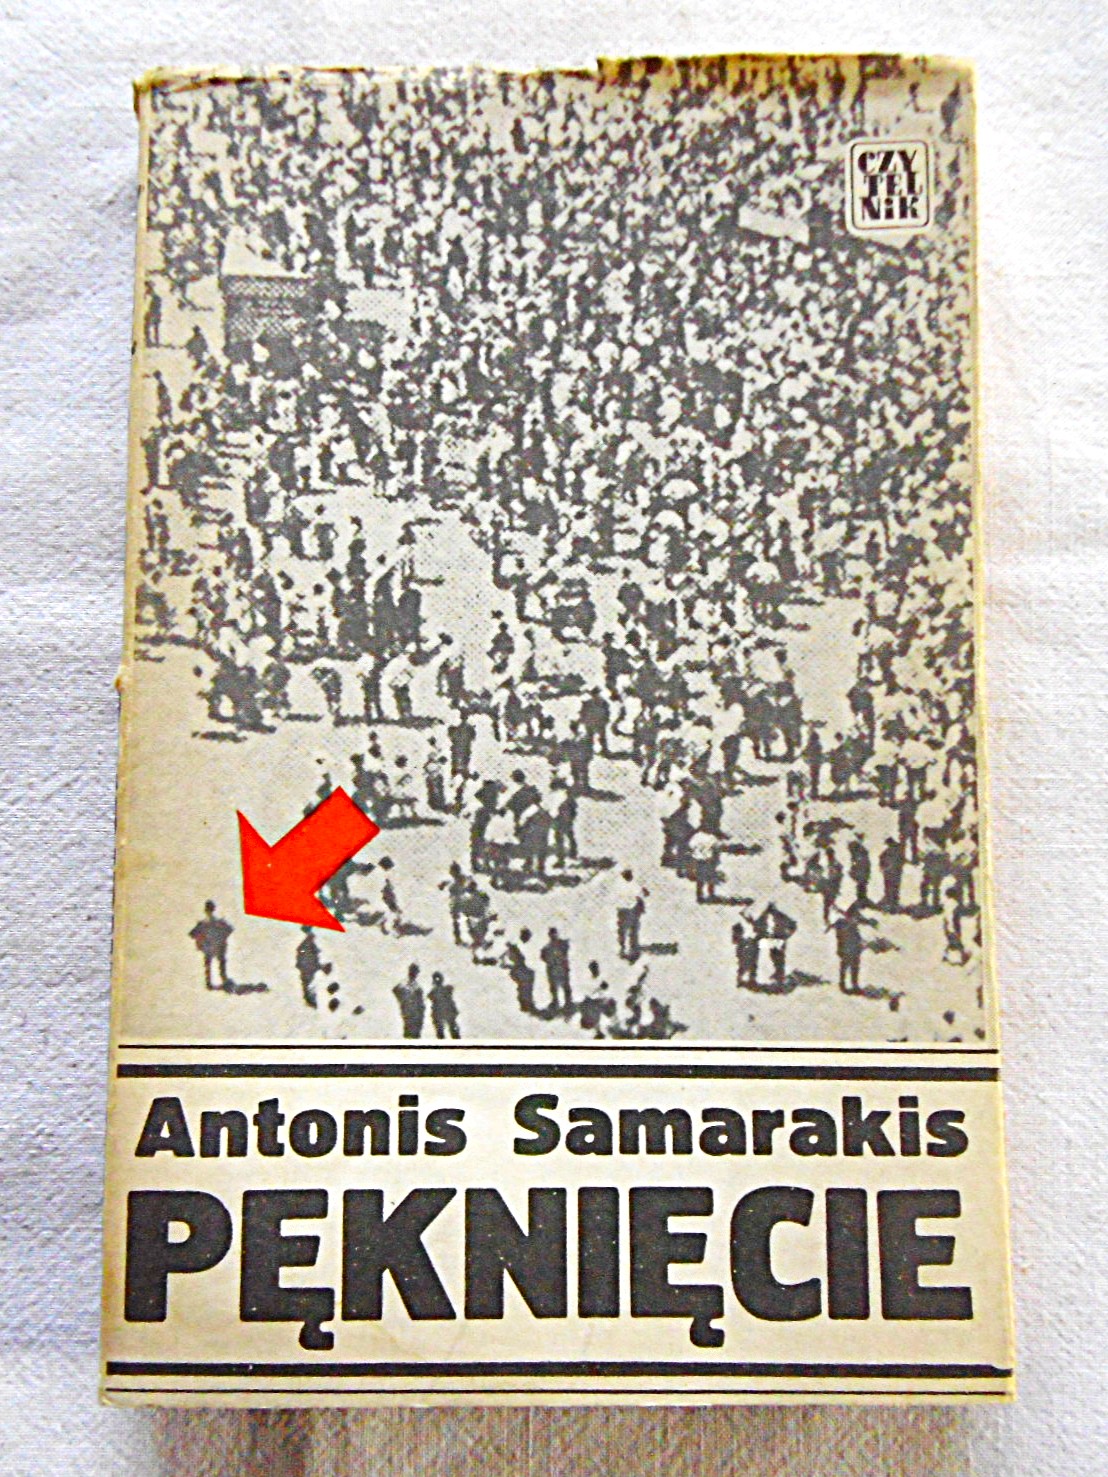 CZY
TEL
NiK
Antonis Samarakis
PĘKNIĘCIE